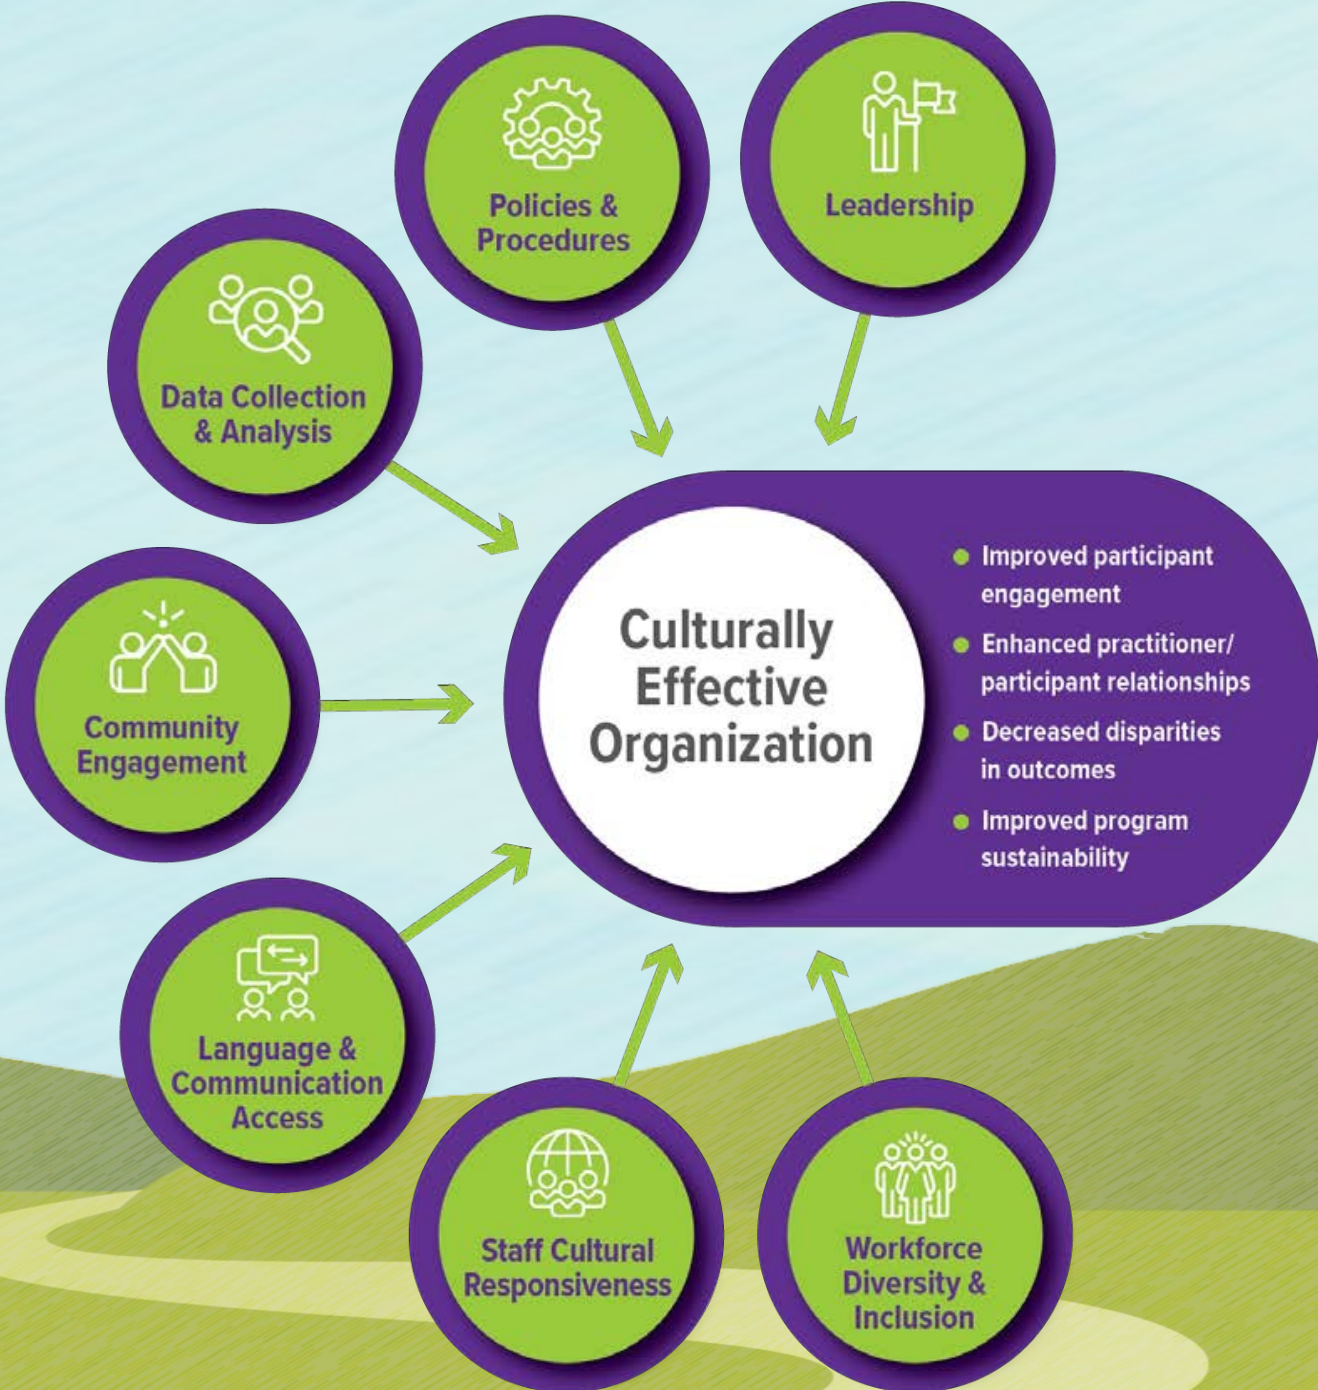 Policies &
Procedures
Leadership
Data Collection
& Analysis
Community
Engagement
Language &
Communication
Access
Staff Cultural
Responsiveness
Workforce
Diversity &
Inclusion
Culturally
Effective
Organization
Improved participant
engagement
Enhanced practitioner/
participant relationships
Decreased disparities
in outcomes
Improved program
sustainability